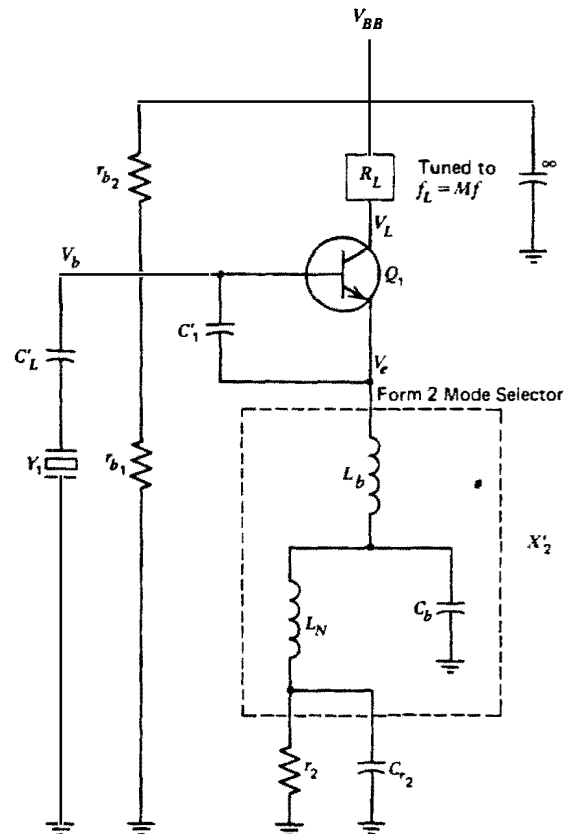 V_BB
r_b2
R_L
Tuned to
f_L = Mf
∞
V_L
V_b
Q_1
C'_1
C'_L
V_e
Form 2 Mode Selector
Y_1
r_b1
L_b
X'_2
C_b
L_N
r_2
C_r2